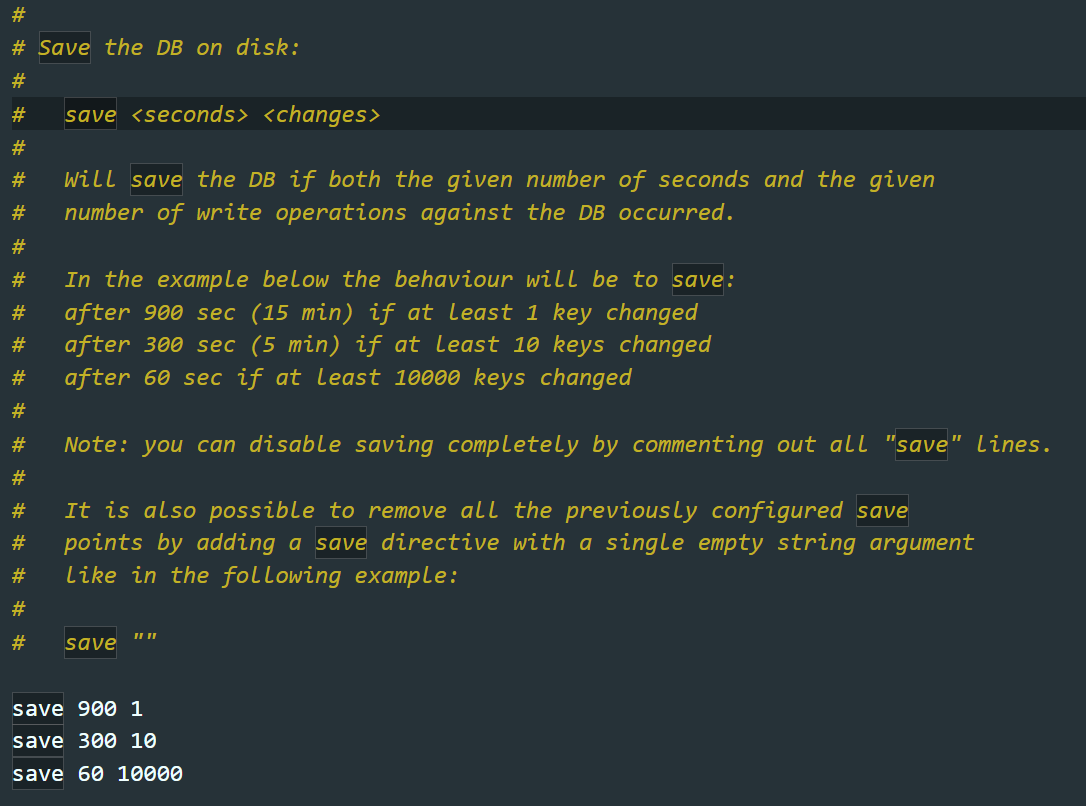 #
# Save the DB on disk:
#
#   save <seconds> <changes>
#
#   Will save the DB if both the given number of seconds and the given
#   number of write operations against the DB occurred.
#
#   In the example below the behaviour will be to save:
#   after 900 sec (15 min) if at least 1 key changed
#   after 300 sec (5 min) if at least 10 keys changed
#   after 60 sec if at least 10000 keys changed
#
#   Note: you can disable saving completely by commenting out all "save" lines.
#
#   It is also possible to remove all the previously configured save
#   points by adding a save directive with a single empty string argument
#   like in the following example:
#
#   save ""

save 900 1
save 300 10
save 60 10000